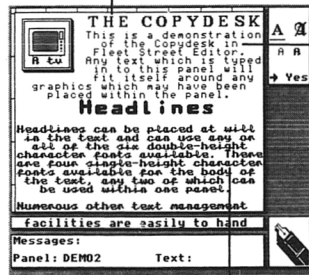 THE COPYDESK
This is a demonstration
of the Copydesk in
Fleet Street Editor.
Any text which is typed
in to this panel will
fit itself around any
graphics which may have been
placed within the panel.
A tv
Headlines
Headlines can be placed at will
in the text and can use any or
all of the six double-height
character fonts available. There
are four single-height character
fonts available for the body of
the text, any two of which can
be used within one panel.
Numerous other text management
facilities are easily to hand
Messages:
Panel: DEMO2 Text:
A A
A A
→ Yes